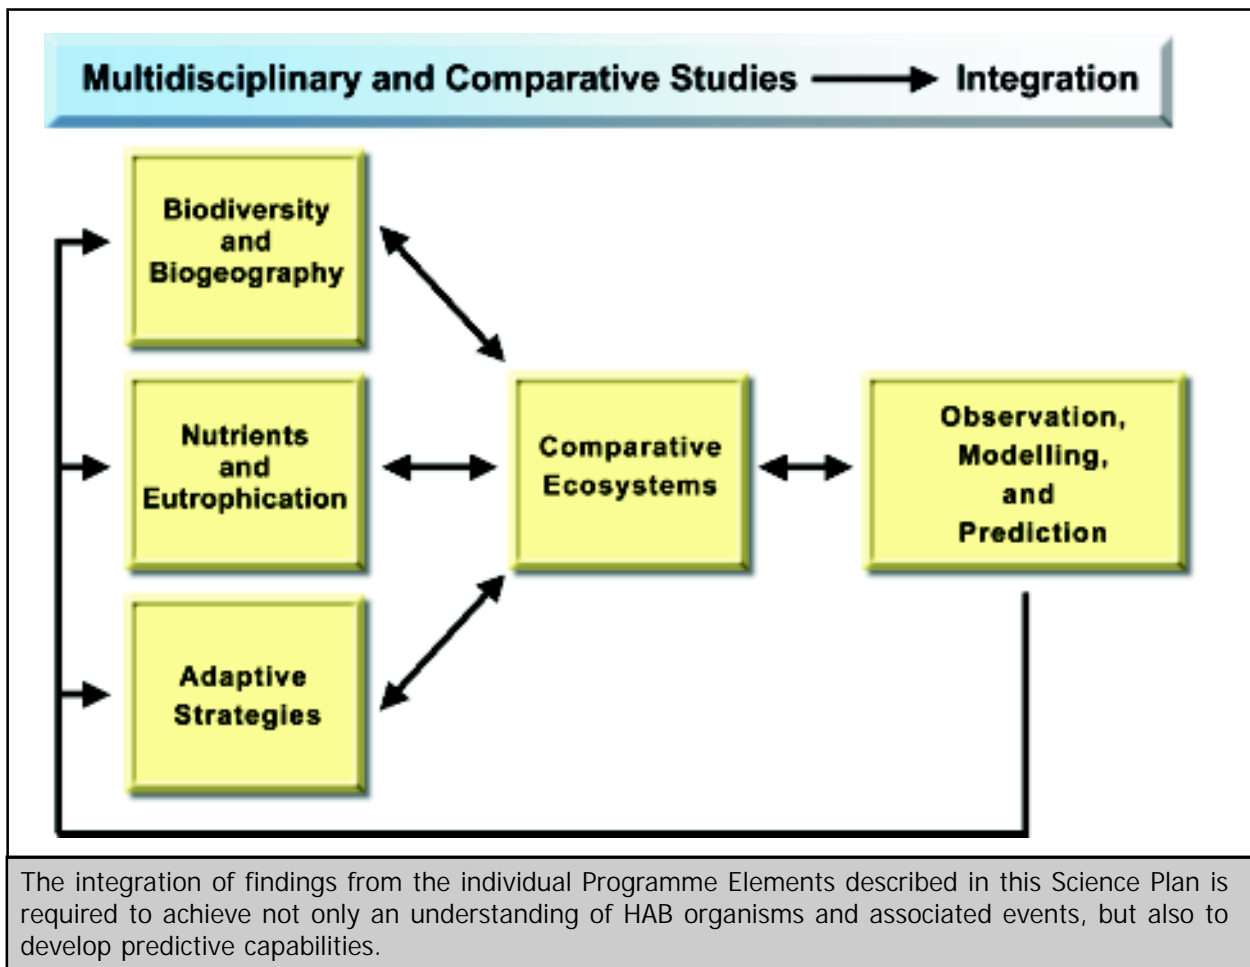 Multidisciplinary and Comparative Studies Integration
Biodiversity
and
Biogeography
Nutrients
and
Eutrophication
Adaptive
Strategies
Comparative
Ecosystems
Observation,
Modelling,
and
Prediction
The integration of findings from the individual Programme Elements described in this Science Plan is
required to achieve not only an understanding of HAB organisms and associated events, but also to
develop predictive capabilities.